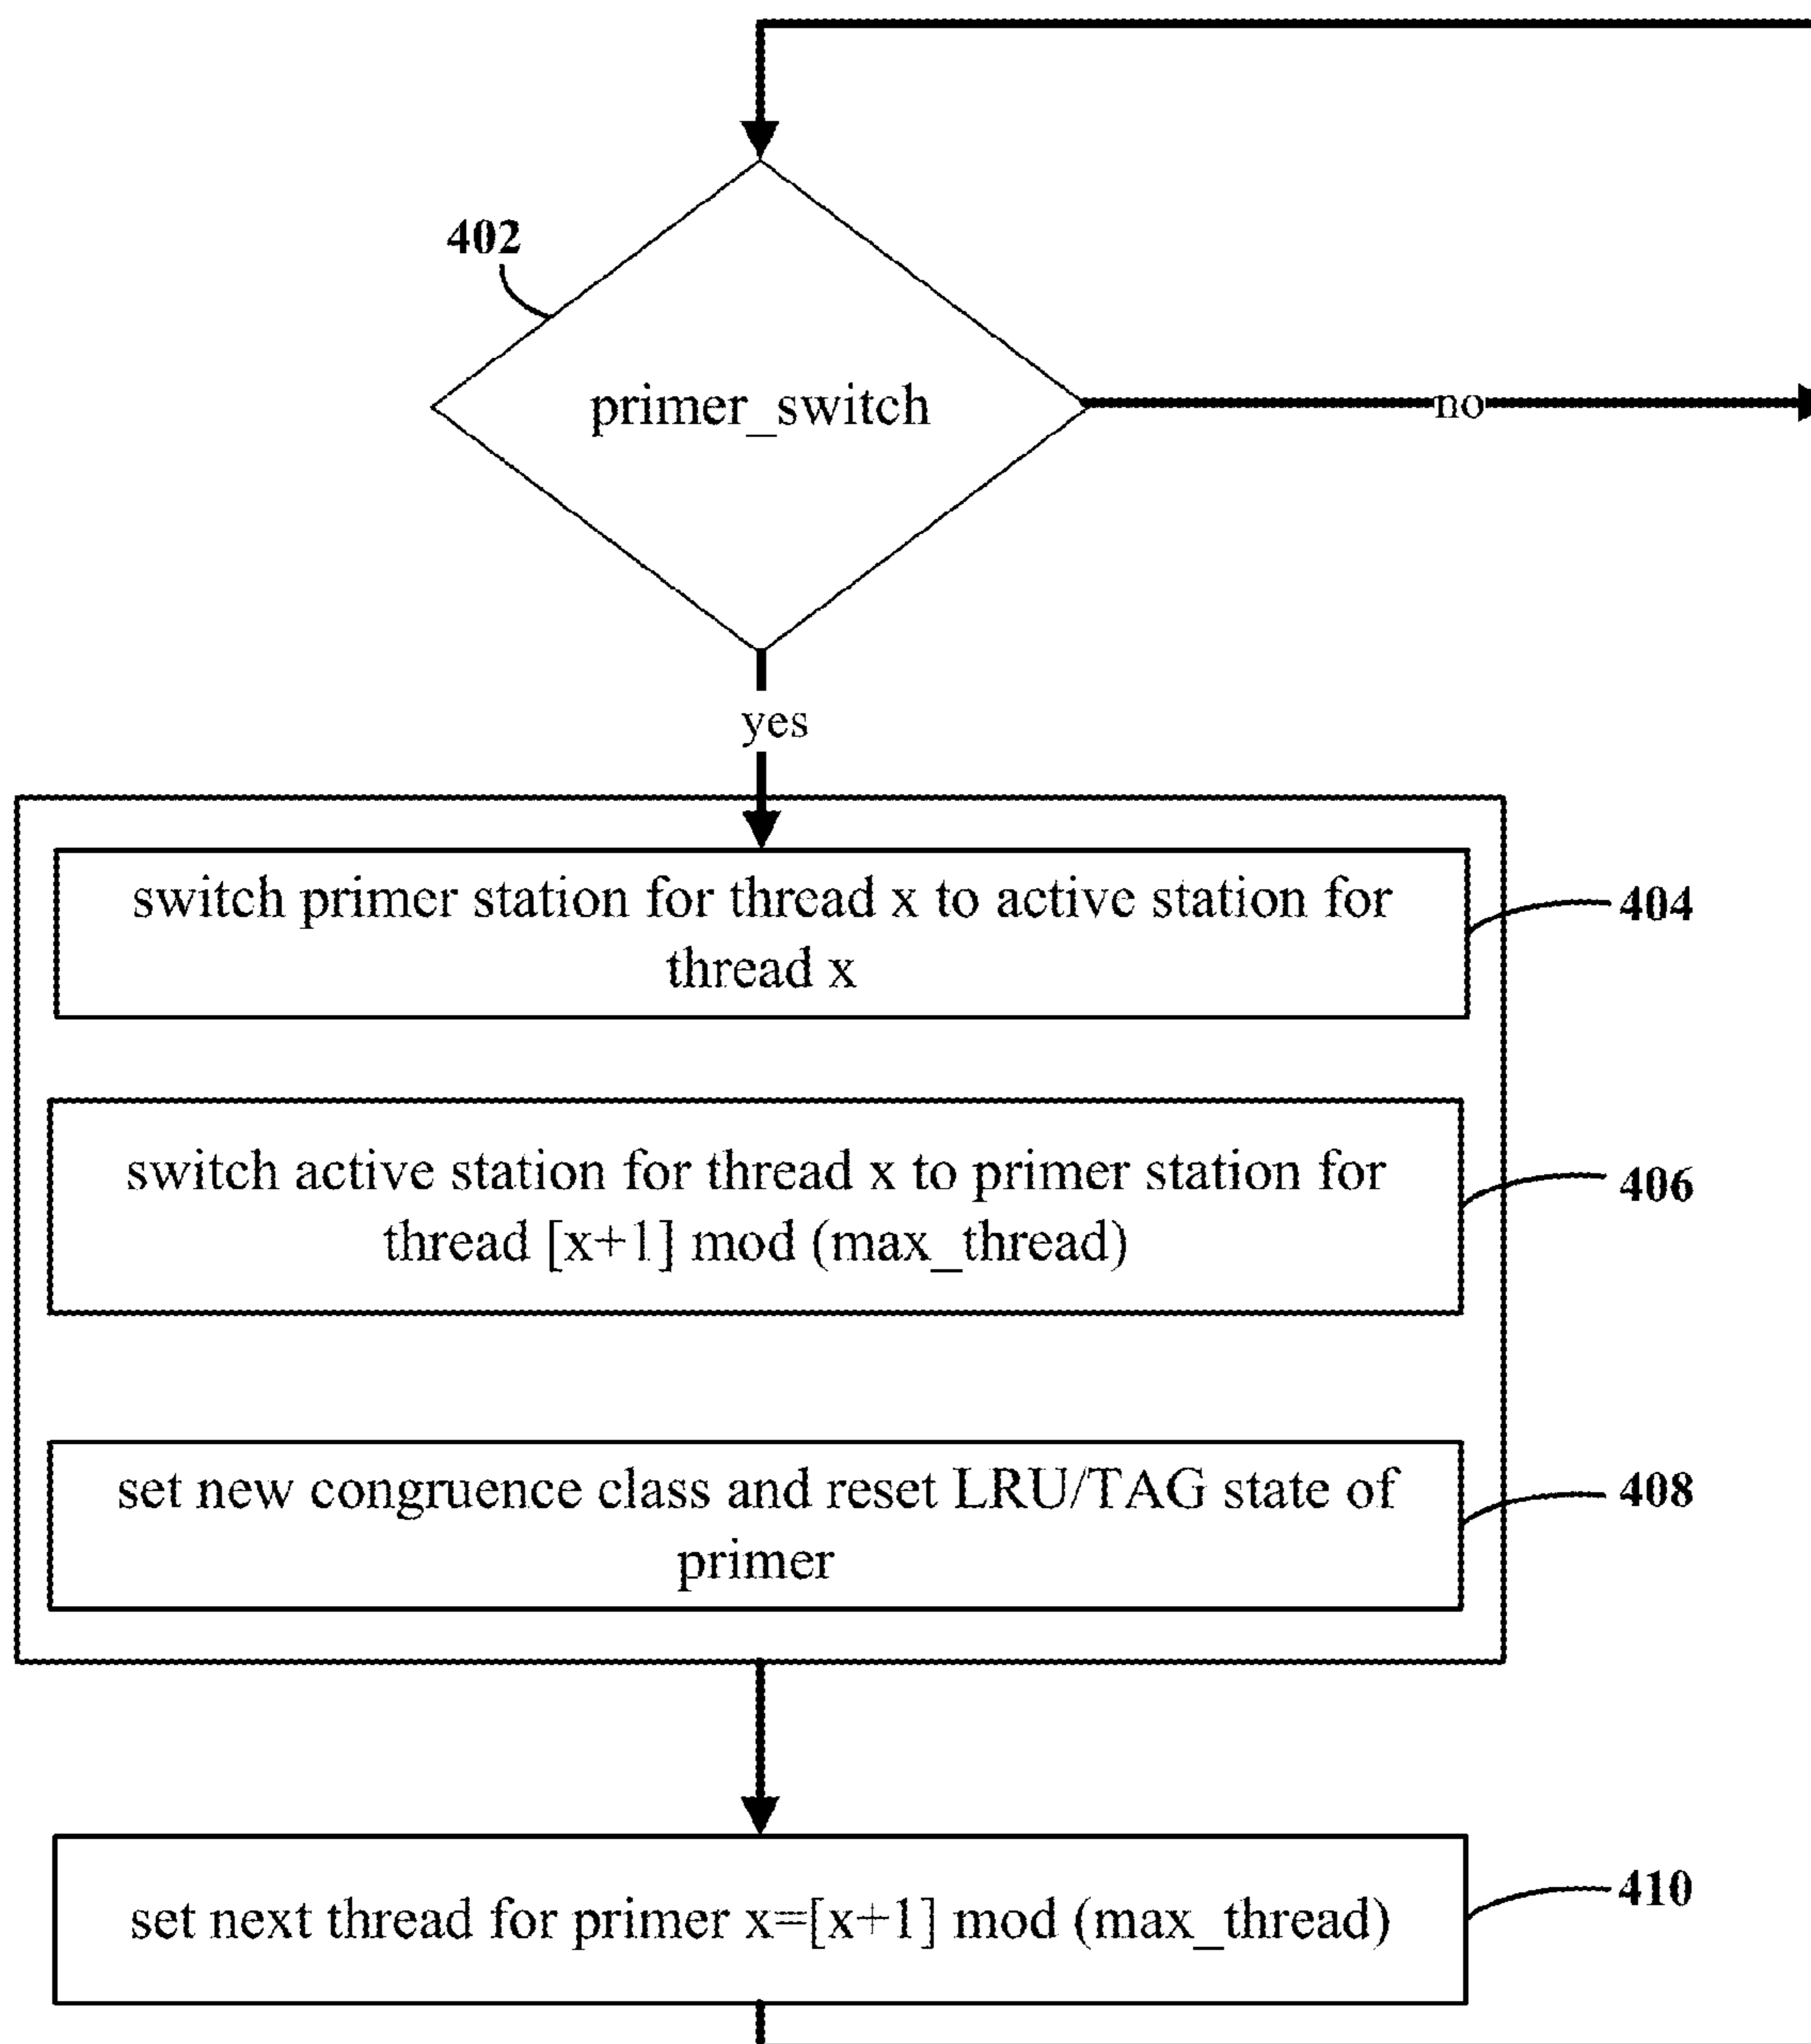 402
primer_switch
no
yes
switch primer station for thread x to active station for
thread x
404
switch active station for thread x to primer station for
thread [x+1] mod (max_thread)
406
set new congruence class and reset LRU/TAG state of
primer
408
set next thread for primer x=[x+1] mod (max_thread)
410